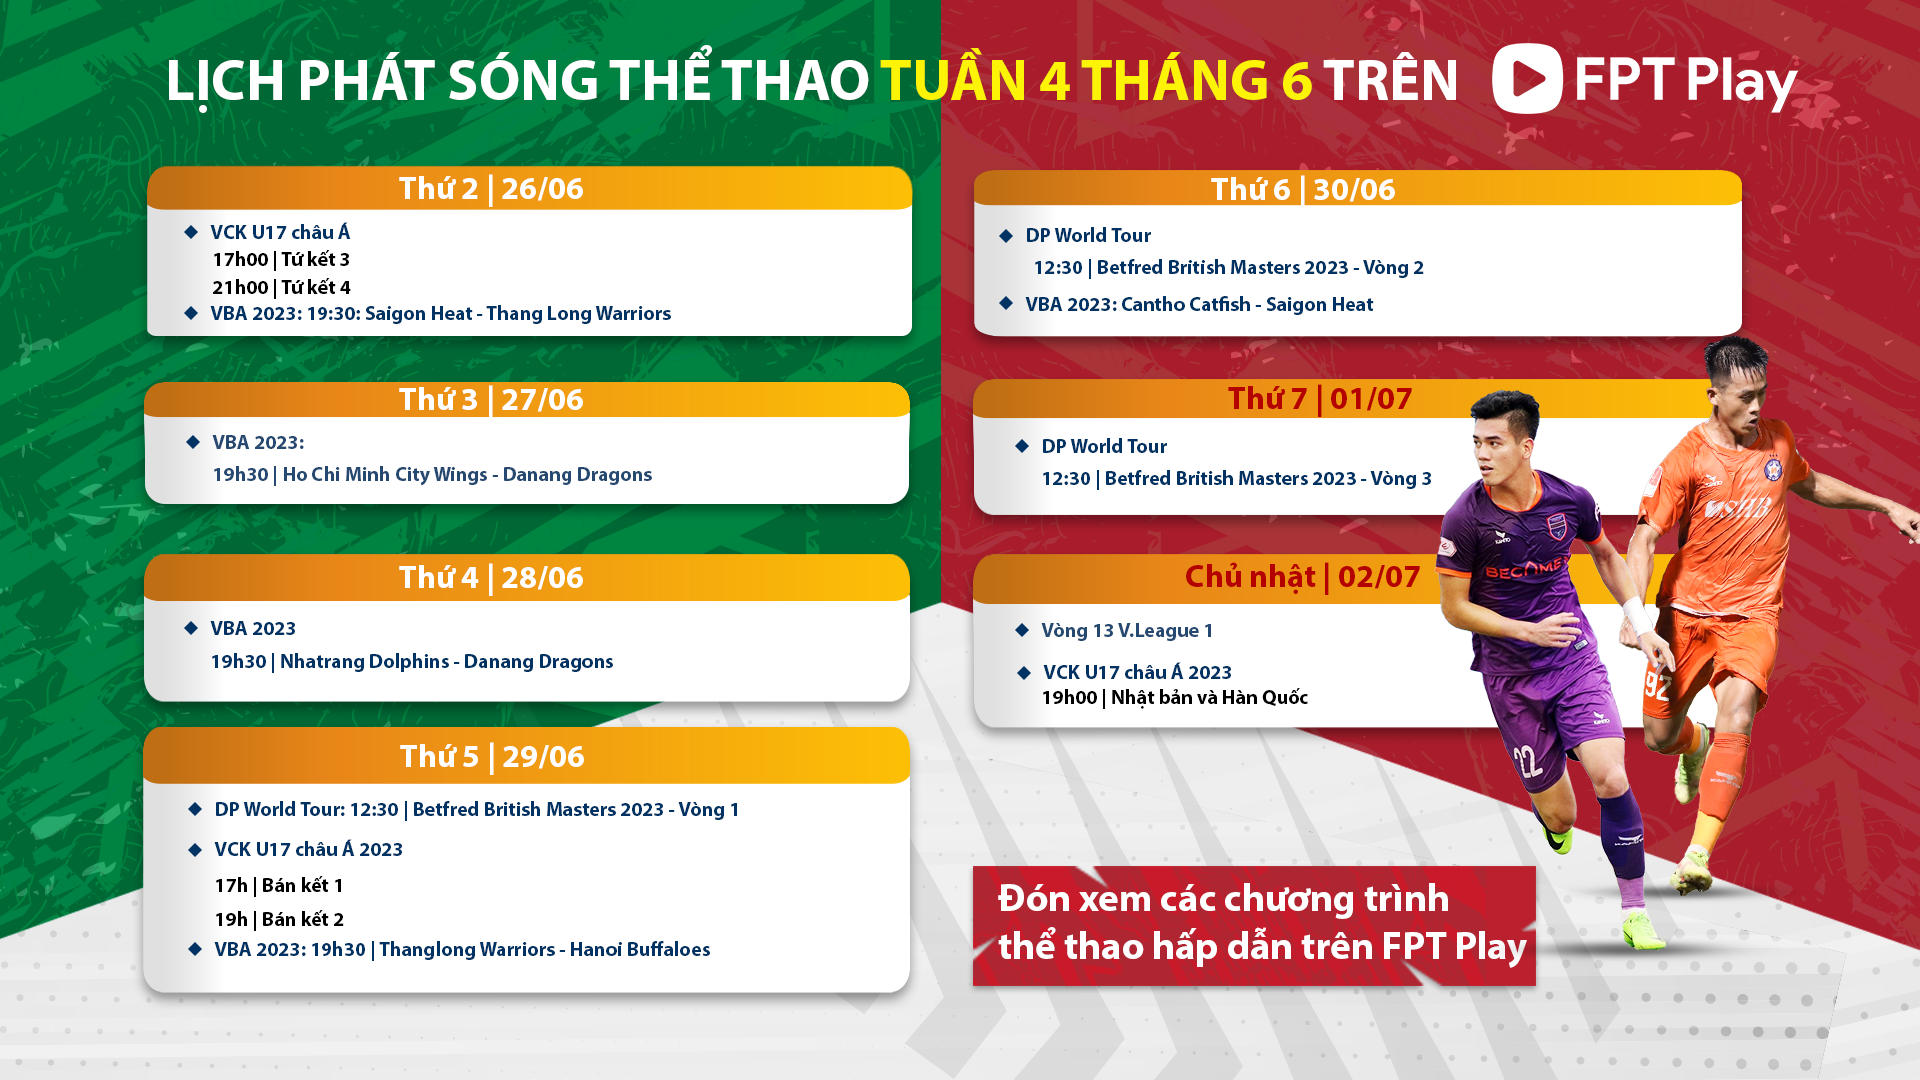 LỊCH PHÁT SÓNG THỂ THAO TUẦN 4 THÁNG 6 TRÊN FPT Play
Thứ 2 | 26/06
VCK U17 châu Á
17h00 | Tứ kết 3
21h00 | Tứ kết 4
VBA 2023: 19:30: Saigon Heat - Thang Long Warriors
Thứ 3 | 27/06
VBA 2023:
19h30 | Ho Chi Minh City Wings - Danang Dragons
Thứ 4 | 28/06
VBA 2023
19h30 | Nhatrang Dolphins - Danang Dragons
Thứ 5 | 29/06
DP World Tour: 12:30 | Betfred British Masters 2023 - Vòng 1
VCK U17 châu Á 2023
17h | Bán kết 1
19h | Bán kết 2
VBA 2023: 19h30 | Thanglong Warriors - Hanoi Buffaloes
Thứ 6 | 30/06
DP World Tour
12:30 | Betfred British Masters 2023 - Vòng 2
VBA 2023: Cantho Catfish - Saigon Heat
Thứ 7 | 01/07
DP World Tour
12:30 | Betfred British Masters 2023 - Vòng 3
Chủ nhật | 02/07
Vòng 13 V.League 1
VCK U17 châu Á 2023
19h00 | Nhật bản và Hàn Quốc
SHB
BECAMEX
92
22
Đón xem các chương trình
thể thao hấp dẫn trên FPT Play